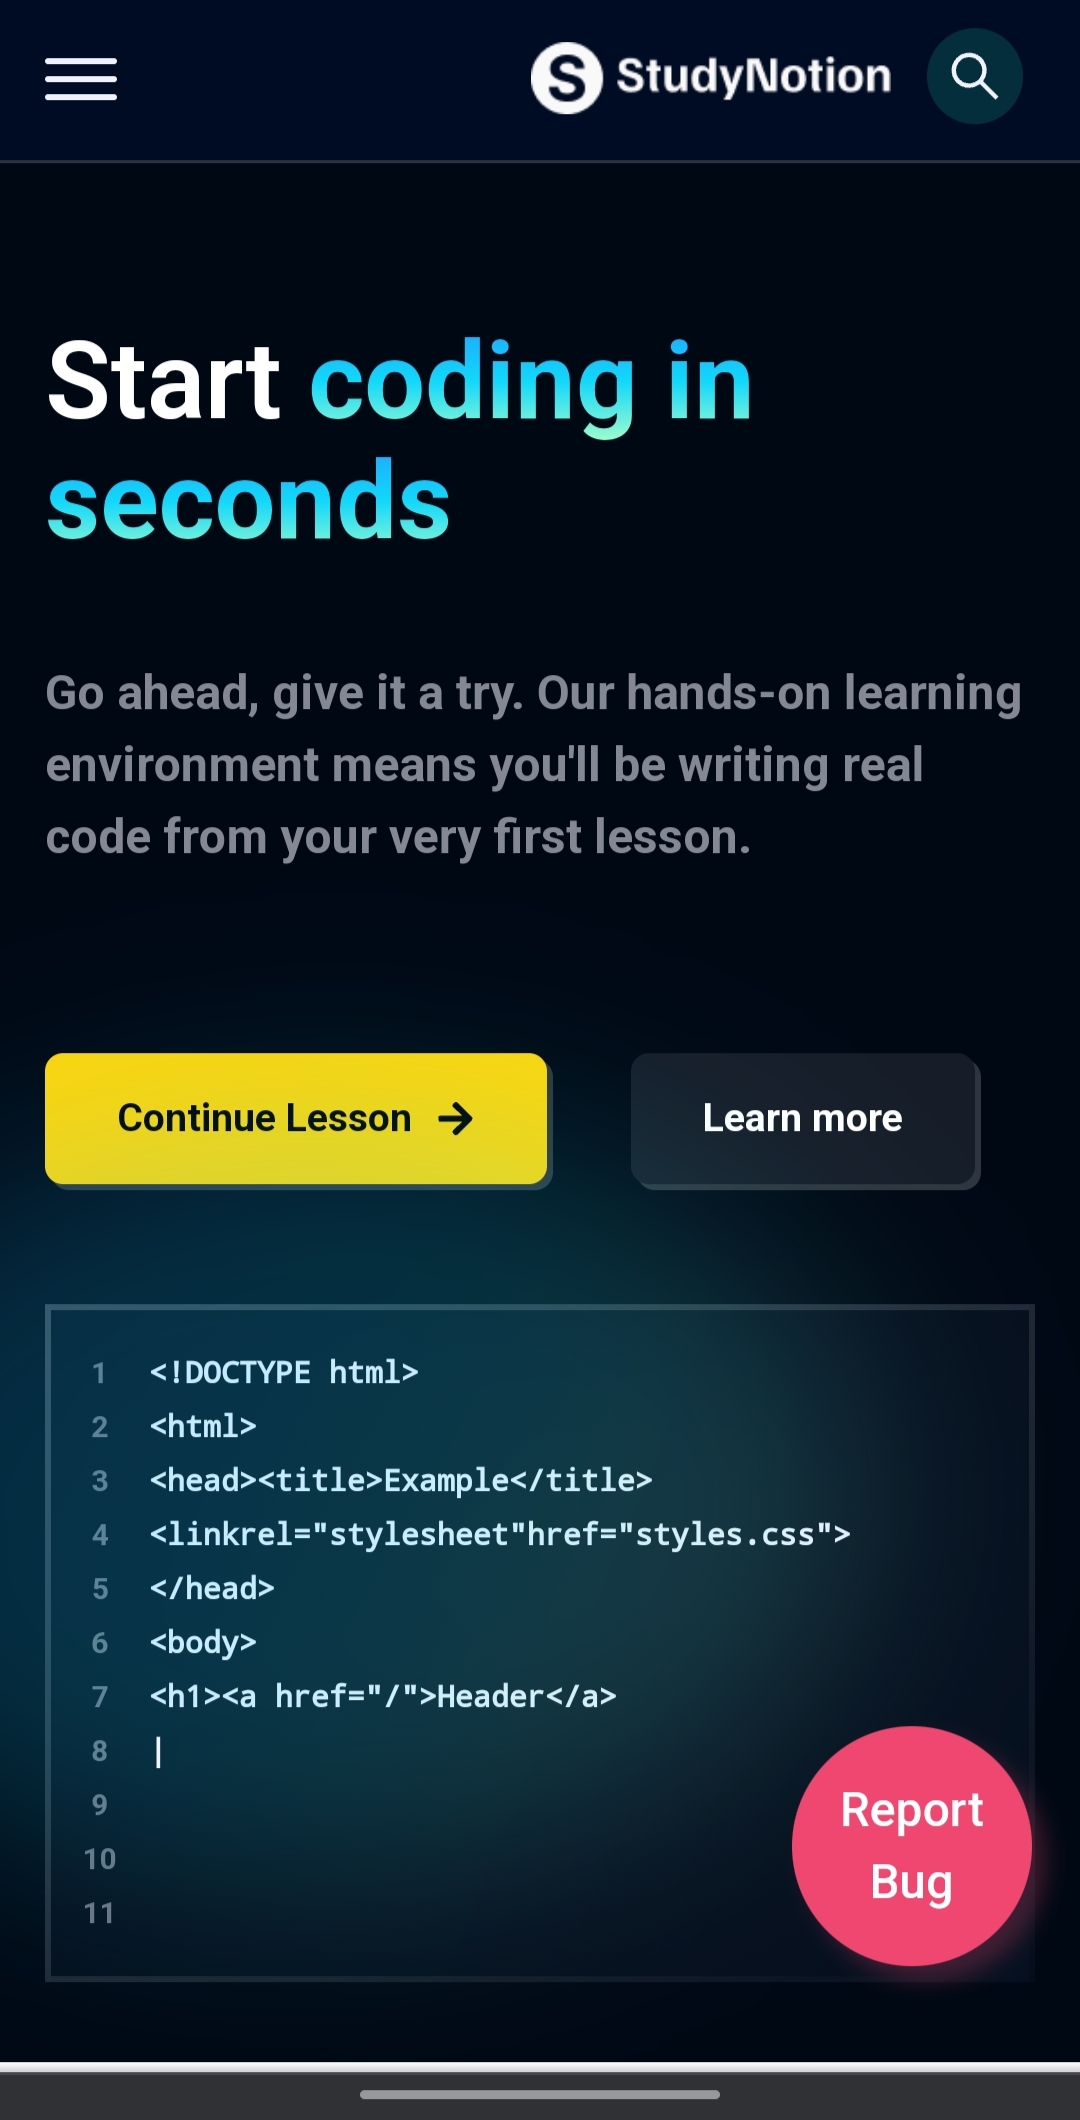 S StudyNotion
Start coding in
seconds
Go ahead, give it a try. Our hands-on learning
environment means you'll be writing real
code from your very first lesson.
Continue Lesson →
Learn more
1 <!DOCTYPE html>
2 <html>
3 <head><title>Example</title>
4 <linkrel="stylesheet"href="styles.css">
5 </head>
6 <body>
7 <h1><a href="/">Header</a>
8 |
9
10
11
Report
Bug